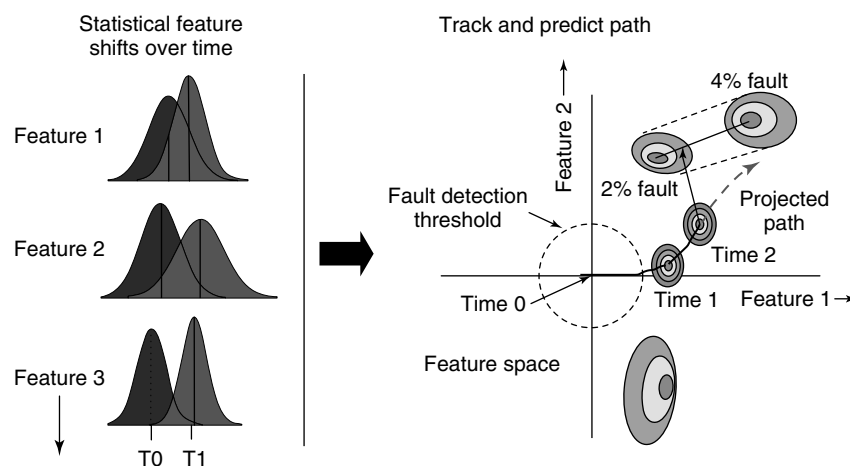 Statistical feature
shifts over time
Feature 1
Feature 2
Feature 3
T0 T1
Track and predict path
Feature 2
4% fault
2% fault
Fault detection
threshold
Projected
path
Time 2
Time 0
Time 1
Feature 1
Feature space